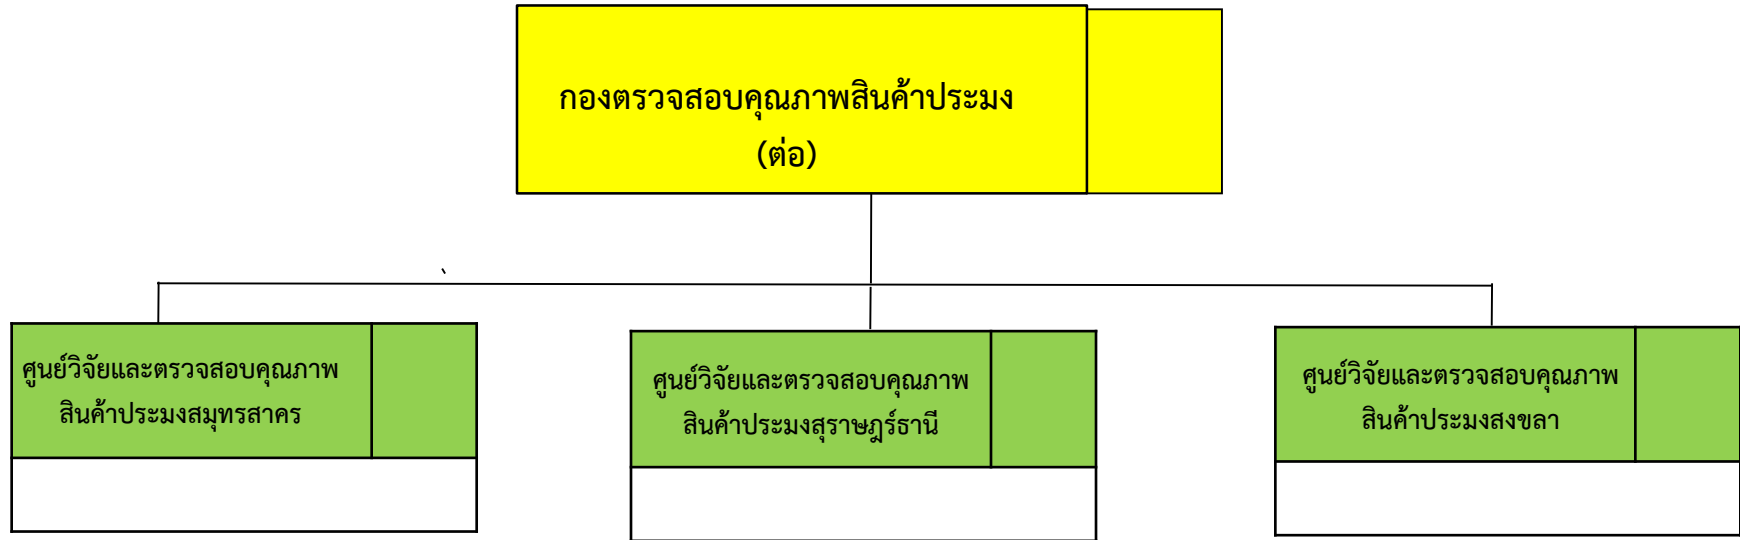 กองตรวจสอบคุณภาพสินค้าประมง
(ต่อ)
ศูนย์วิจัยและตรวจสอบคุณภาพ
สินค้าประมงสมุทรสาคร
ศูนย์วิจัยและตรวจสอบคุณภาพ
สินค้าประมงสุราษฎร์ธานี
ศูนย์วิจัยและตรวจสอบคุณภาพ
สินค้าประมงสงขลา